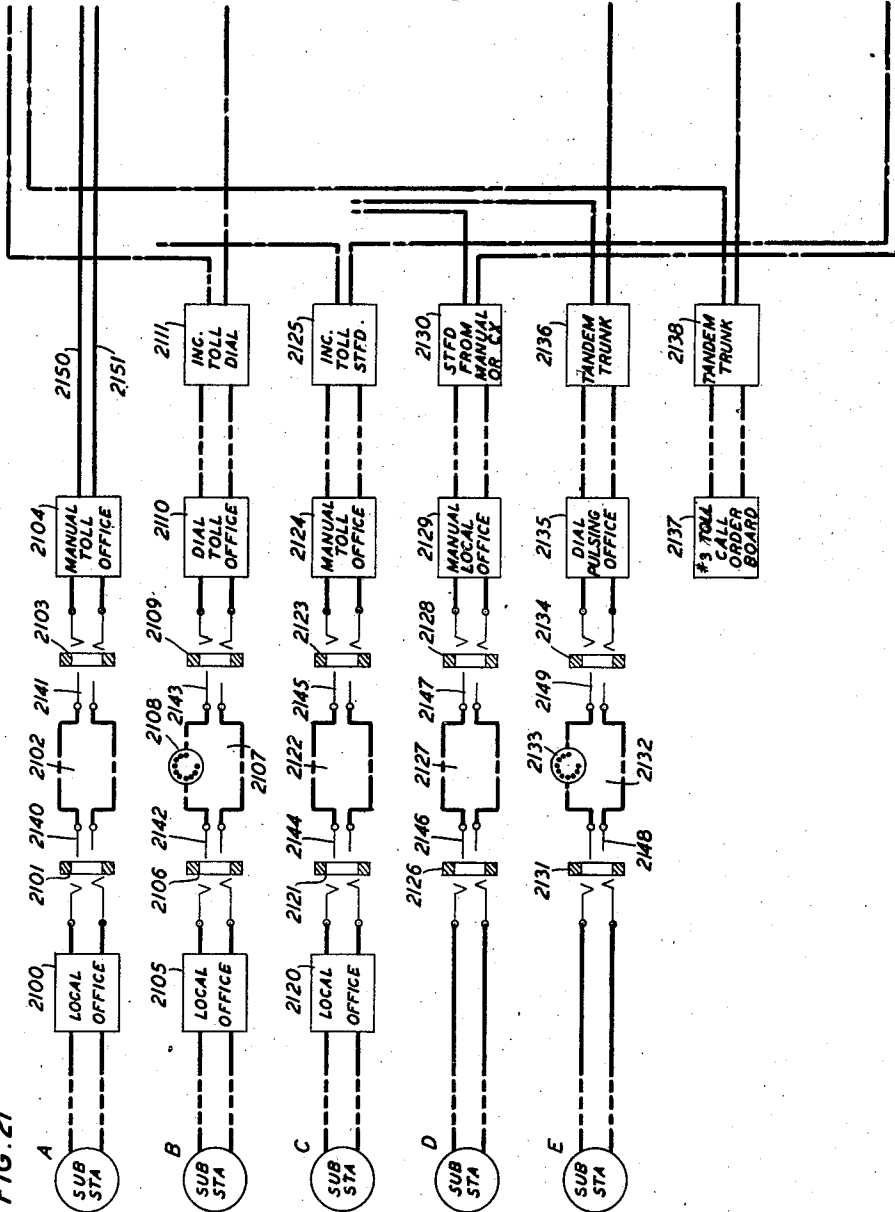 FIG. 21
A
SUB
STA
2100
LOCAL
OFFICE
2101
2140
2102
2141
2103
2104
MANUAL
TOLL
OFFICE
2150
2151
B
SUB
STA
2105
LOCAL
OFFICE
2106
2142
2108
2107
2143
2109
2110
DIAL
TOLL
OFFICE
2111
INC.
TOLL
DIAL
C
SUB
STA
2120
LOCAL
OFFICE
2121
2144
2122
2145
2123
2124
MANUAL
TOLL
OFFICE
2125
INC.
TOLL
STFD.
D
SUB
STA
2126
2146
2127
2147
2128
2129
MANUAL
LOCAL
OFFICE
2130
STFD
FROM
MANUAL
OR CX
E
SUB
STA
2131
2148
2133
2132
2149
2134
2135
DIAL
PULSING
OFFICE
2136
TANDEM
TRUNK
2137
#3 TOLL
CALL
ORDER
BOARD
2138
TANDEM
TRUNK